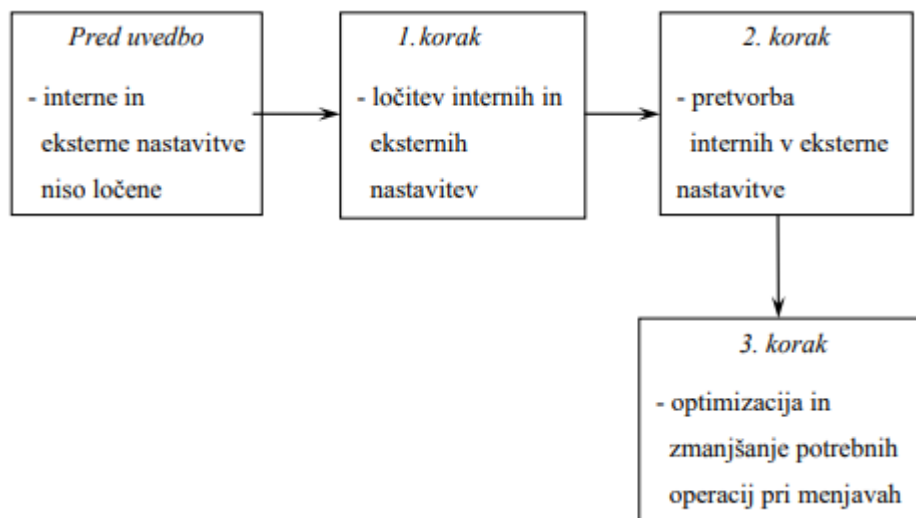 Pred uvedbo
- interne in
eksterne nastavitve
niso ločene
1. korak
- ločitev internih in
eksternih
nastavitev
2. korak
- pretvorba
internih v eksterne
nastavitve
3. korak
- optimizacija in
zmanjšanje potrebnih
operacij pri menjavah